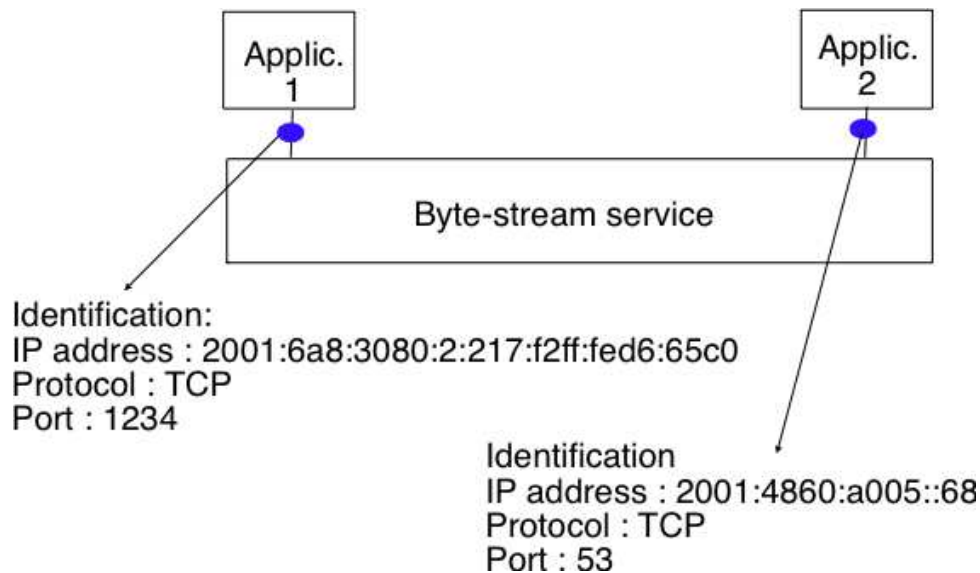 Applic.
1
Applic.
2
Byte-stream service
Identification:
IP address : 2001:6a8:3080:2:217:f2ff:fed6:65c0
Protocol : TCP
Port : 1234
Identification
IP address : 2001:4860:a005::68
Protocol : TCP
Port : 53